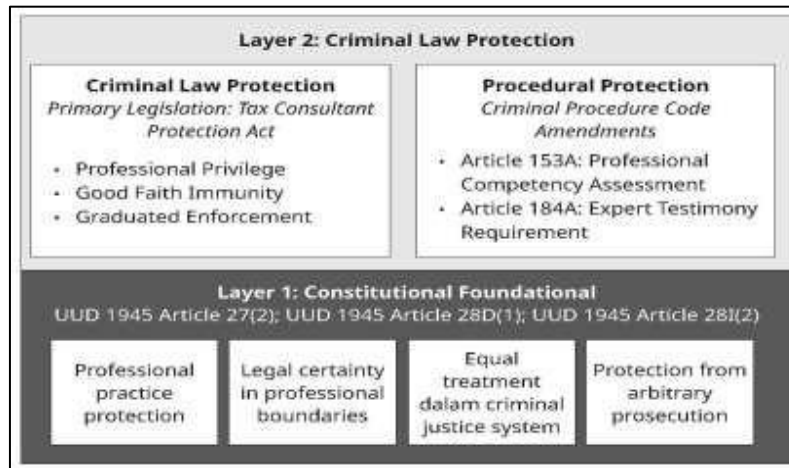 Layer 2: Criminal Law Protection
Criminal Law Protection
Primary Legislation: Tax Consultant
Protection Act
• Professional Privilege
• Good Faith Immunity
• Graduated Enforcement
Procedural Protection
Criminal Procedure Code
Amendments
• Article 153A: Professional
Competency Assessment
• Article 184A: Expert Testimony
Requirement
Layer 1: Constitutional Foundational
UUD 1945 Article 27(2); UUD 1945 Article 28D(1); UUD 1945 Article 28I(2)
Professional
practice
protection
Legal certainty
in professional
boundaries
Equal
treatment
dalam criminal
justice system
Protection from
arbitrary
prosecution